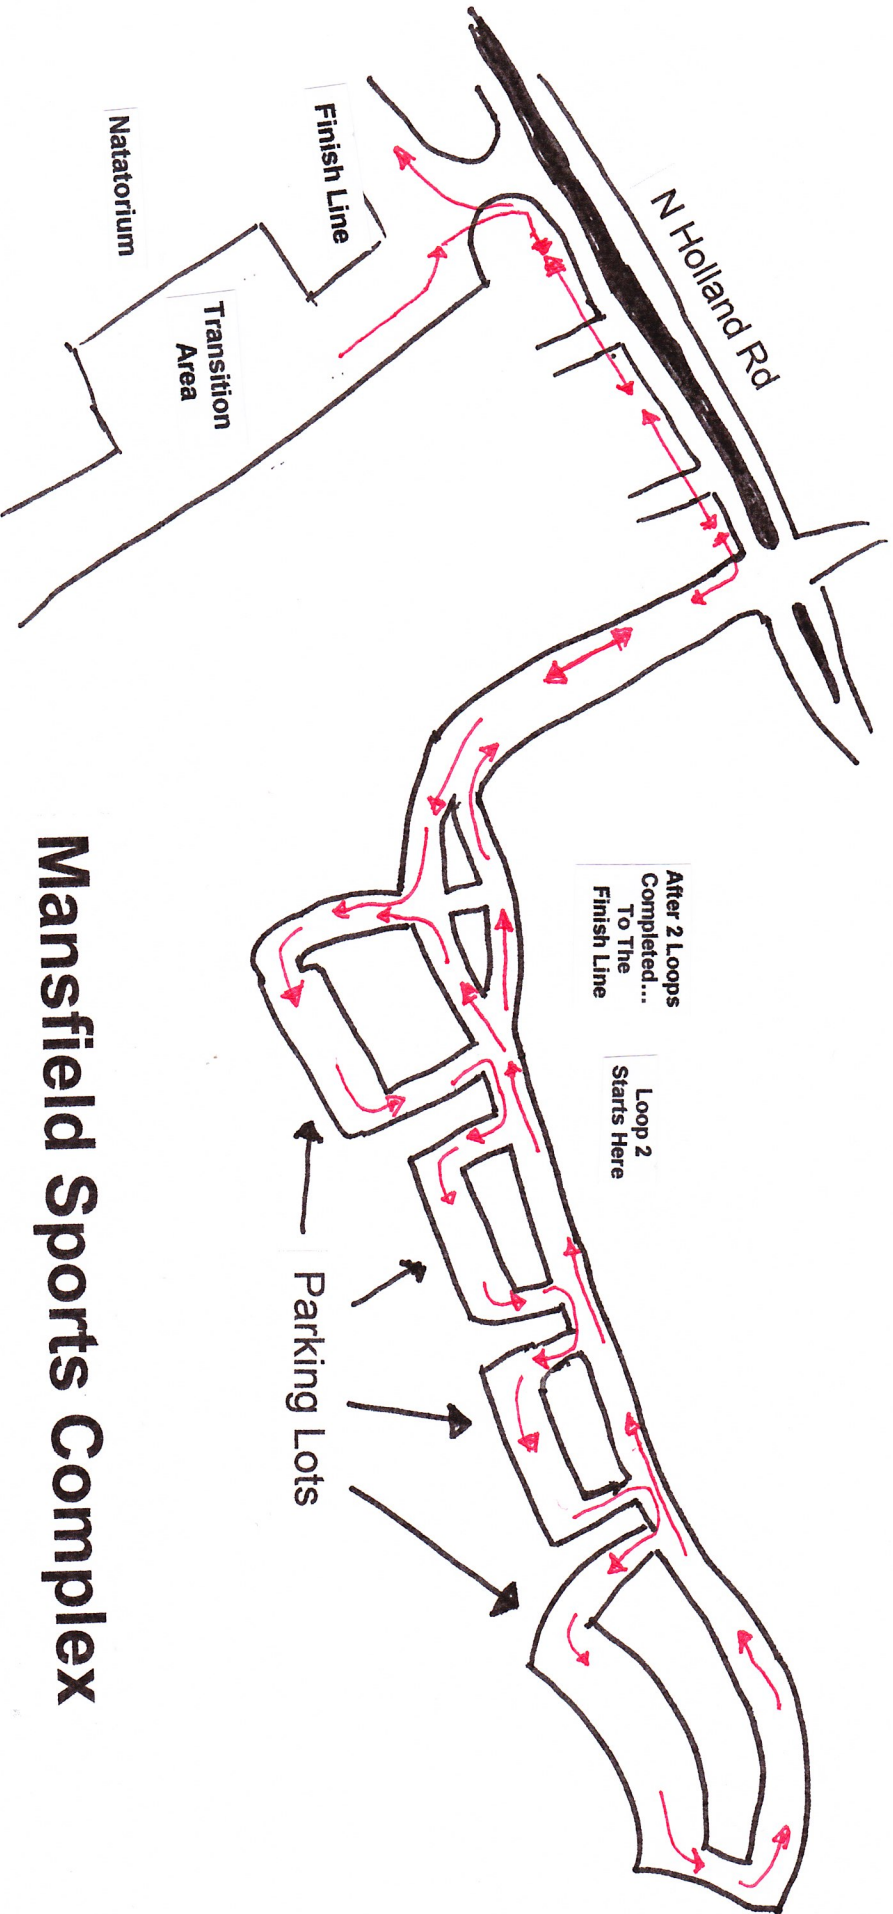 N Holland Rd
Finish Line
Natatorium
Transition
Area
After 2 Loops
Completed...
To The
Finish Line
Loop 2
Starts Here
Parking Lots
Mansfield Sports Complex